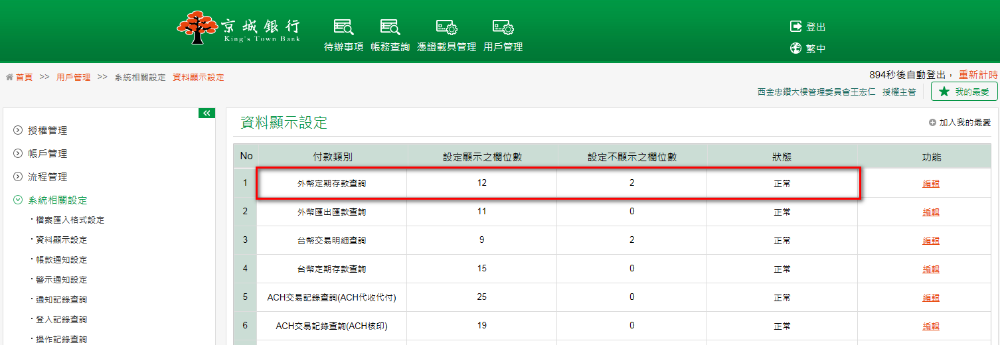 京城銀行
King's Town Bank
待辦事項 帳務查詢 憑證載具管理 用戶管理
登出
繁中
首頁 >> 用戶管理 >> 系統相關設定 資料顯示設定
894秒後自動登出, 重新計時
西金忠鑽大樓管理委員會王宏仁 授權主管
我的最愛
授權管理
帳戶管理
流程管理
系統相關設定
檔案匯入格式設定
資料顯示設定
帳款通知設定
警示通知設定
通知記錄查詢
登入記錄查詢
操作記錄查詢
資料顯示設定
加入我的最愛
No 付款類別 設定顯示之欄位數 設定不顯示之欄位數 狀態 功能
1 外幣定期存款查詢 12 2 正常 編輯
2 外幣匯出匯款查詢 11 0 正常 編輯
3 台幣交易明細查詢 9 2 正常 編輯
4 台幣定期存款查詢 15 0 正常 編輯
5 ACH交易記錄查詢(ACH代收代付) 25 0 正常 編輯
6 ACH交易記錄查詢(ACH核印) 19 0 正常 編輯